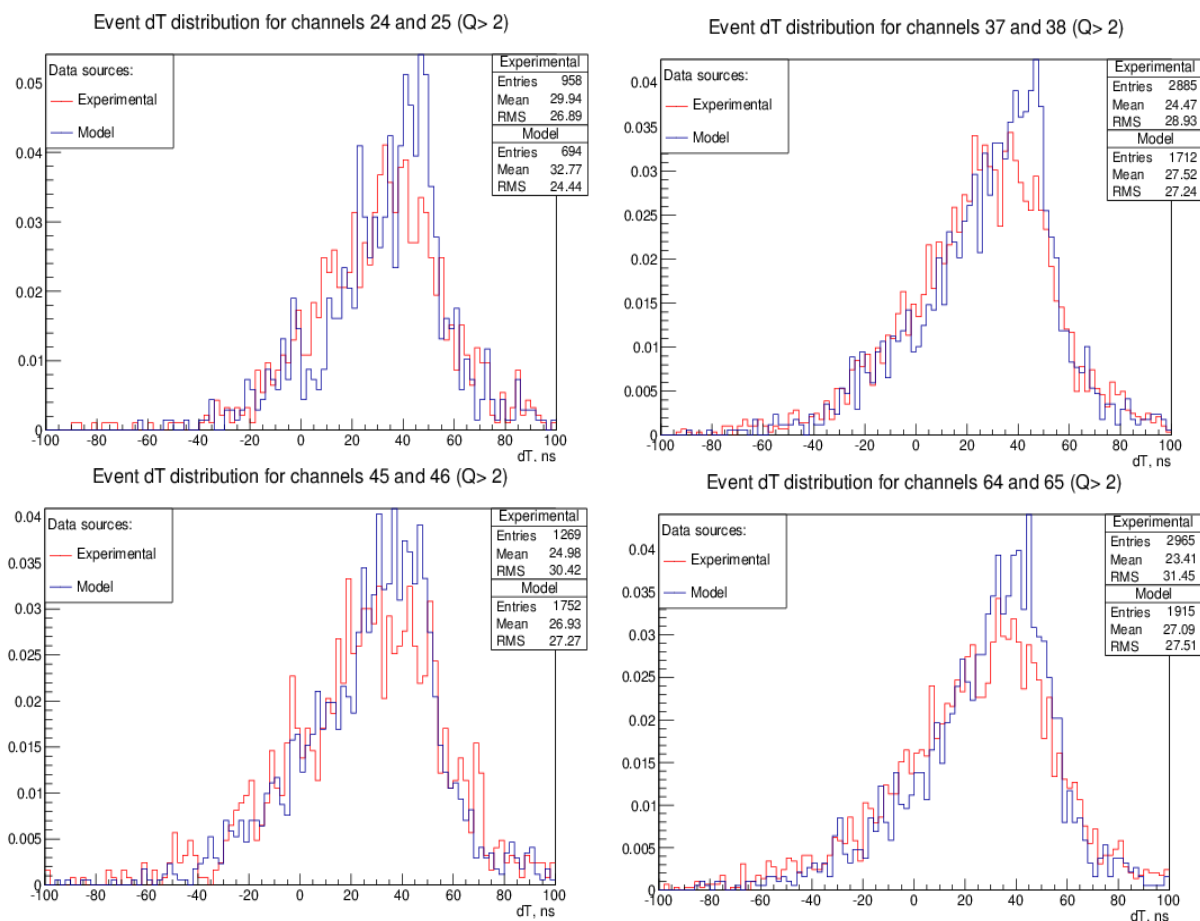 Event dT distribution for channels 24 and 25 (Q> 2)
Data sources:
Experimental
Model
Experimental
Entries 958
Mean 29.94
RMS 26.89
Model
Entries 694
Mean 32.77
RMS 24.44
0.05
0.04
0.03
0.02
0.01
0
-100 -80 -60 -40 -20 0 20 40 60 80 100
dT, ns
Event dT distribution for channels 37 and 38 (Q> 2)
Data sources:
Experimental
Model
Experimental
Entries 2885
Mean 24.47
RMS 28.93
Model
Entries 1712
Mean 27.52
RMS 27.24
0.04
0.035
0.03
0.025
0.02
0.015
0.01
0.005
0
-100 -80 -60 -40 -20 0 20 40 60 80 100
dT, ns
Event dT distribution for channels 45 and 46 (Q> 2)
Data sources:
Experimental
Model
Experimental
Entries 1269
Mean 24.98
RMS 30.42
Model
Entries 1752
Mean 26.93
RMS 27.27
0.04
0.035
0.03
0.025
0.02
0.015
0.01
0.005
0
-100 -80 -60 -40 -20 0 20 40 60 80 100
dT, ns
Event dT distribution for channels 64 and 65 (Q> 2)
Data sources:
Experimental
Model
Experimental
Entries 2965
Mean 23.41
RMS 31.45
Model
Entries 1915
Mean 27.09
RMS 27.51
0.04
0.035
0.03
0.025
0.02
0.015
0.01
0.005
0
-100 -80 -60 -40 -20 0 20 40 60 80 100
dT, ns